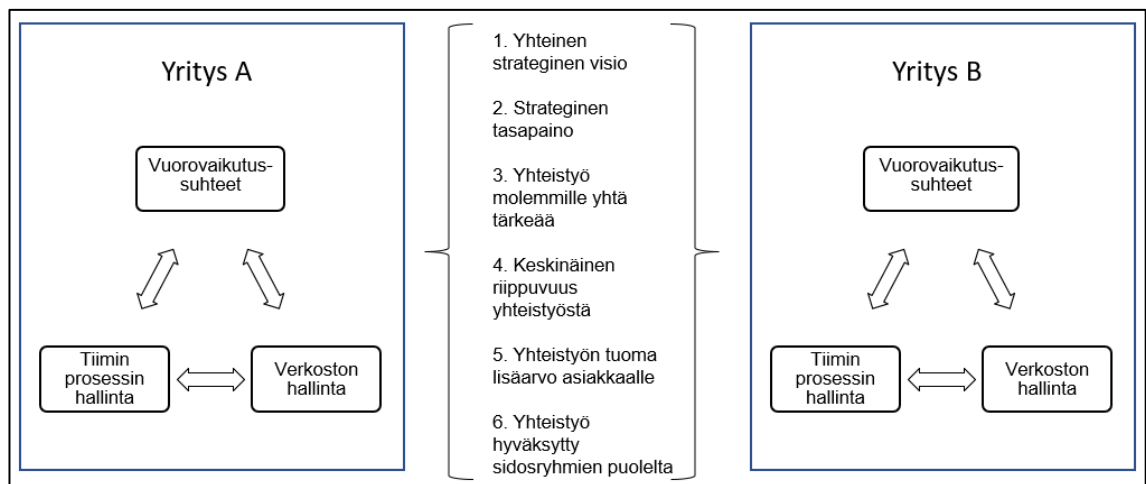 Yritys A
Vuorovaikutus-
suhteet
Tiimin
prosessin
hallinta
Verkoston
hallinta
1. Yhteinen
strateginen visio
2. Strateginen
tasapaino
3. Yhteistyö
molemmille yhtä
tärkeää
4. Keskinäinen
riippuvuus
yhteistyöstä
5. Yhteistyön tuoma
lisäarvo asiakkaalle
6. Yhteistyö
hyväksytty
sidosryhmien puolelta
Yritys B
Vuorovaikutus-
suhteet
Tiimin
prosessin
hallinta
Verkoston
hallinta